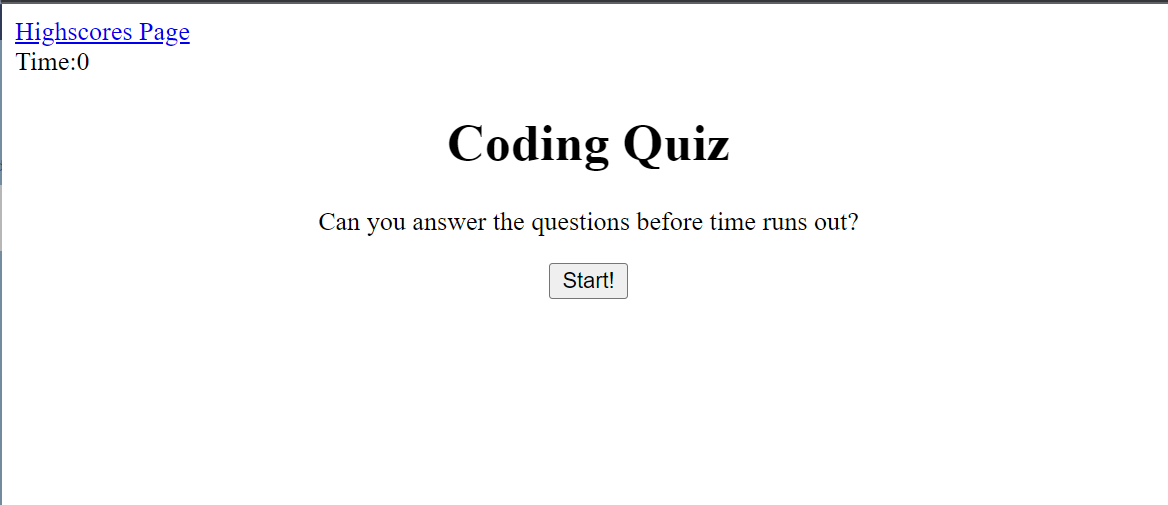 Highscores Page
Time:0
Coding Quiz
Can you answer the questions before time runs out?
Start!